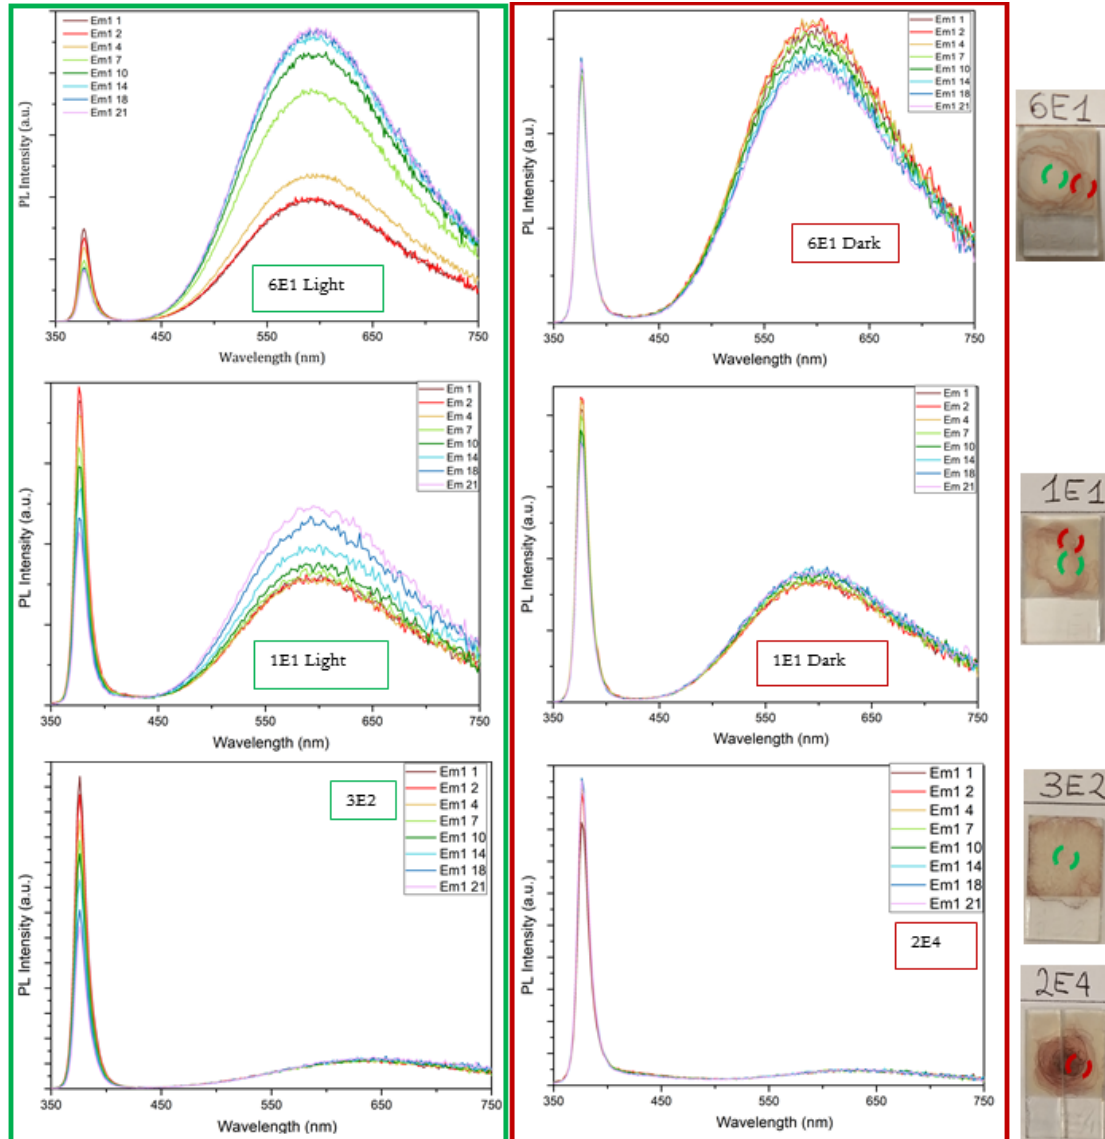 Em1 1
Em1 2
Em1 4
Em1 7
Em1 10
Em1 14
Em1 18
Em1 21
PL Intensity (a.u.)
6E1 Light
350 450 550 650 750
Wavelength (nm)
Em1 1
Em1 2
Em1 4
Em1 7
Em1 10
Em1 14
Em1 18
Em1 21
PL Intensity (a.u.)
6E1 Dark
350 450 550 650 750
Wavelength (nm)
6E1
Em 1
Em 2
Em 4
Em 7
Em 10
Em 14
Em 18
Em 21
PL Intensity (a.u.)
1E1 Light
350 450 550 650 750
Wavelength (nm)
Em 1
Em 2
Em 4
Em 7
Em 10
Em 14
Em 18
Em 21
PL Intensity (a.u.)
1E1 Dark
350 450 550 650 750
Wavelength (nm)
1E1
Em1 1
Em1 2
Em1 4
Em1 7
Em1 10
Em1 14
Em1 18
Em1 21
3E2
PL Intensity (a.u.)
350 450 550 650 750
Wavelength (nm)
Em1 1
Em1 2
Em1 4
Em1 7
Em1 10
Em1 14
Em1 18
Em1 21
2E4
PL Intensity (a.u.)
350 450 550 650 750
Wavelength (nm)
3E2
2E4